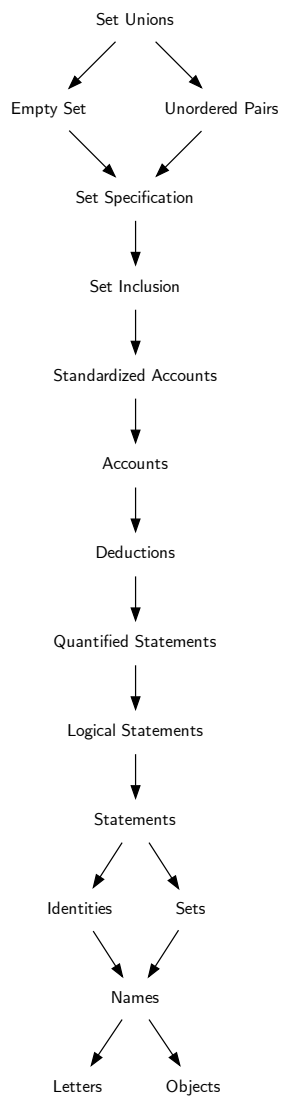 Set Unions
Empty Set
Unordered Pairs
Set Specification
Set Inclusion
Standardized Accounts
Accounts
Deductions
Quantified Statements
Logical Statements
Statements
Identities
Sets
Names
Letters
Objects